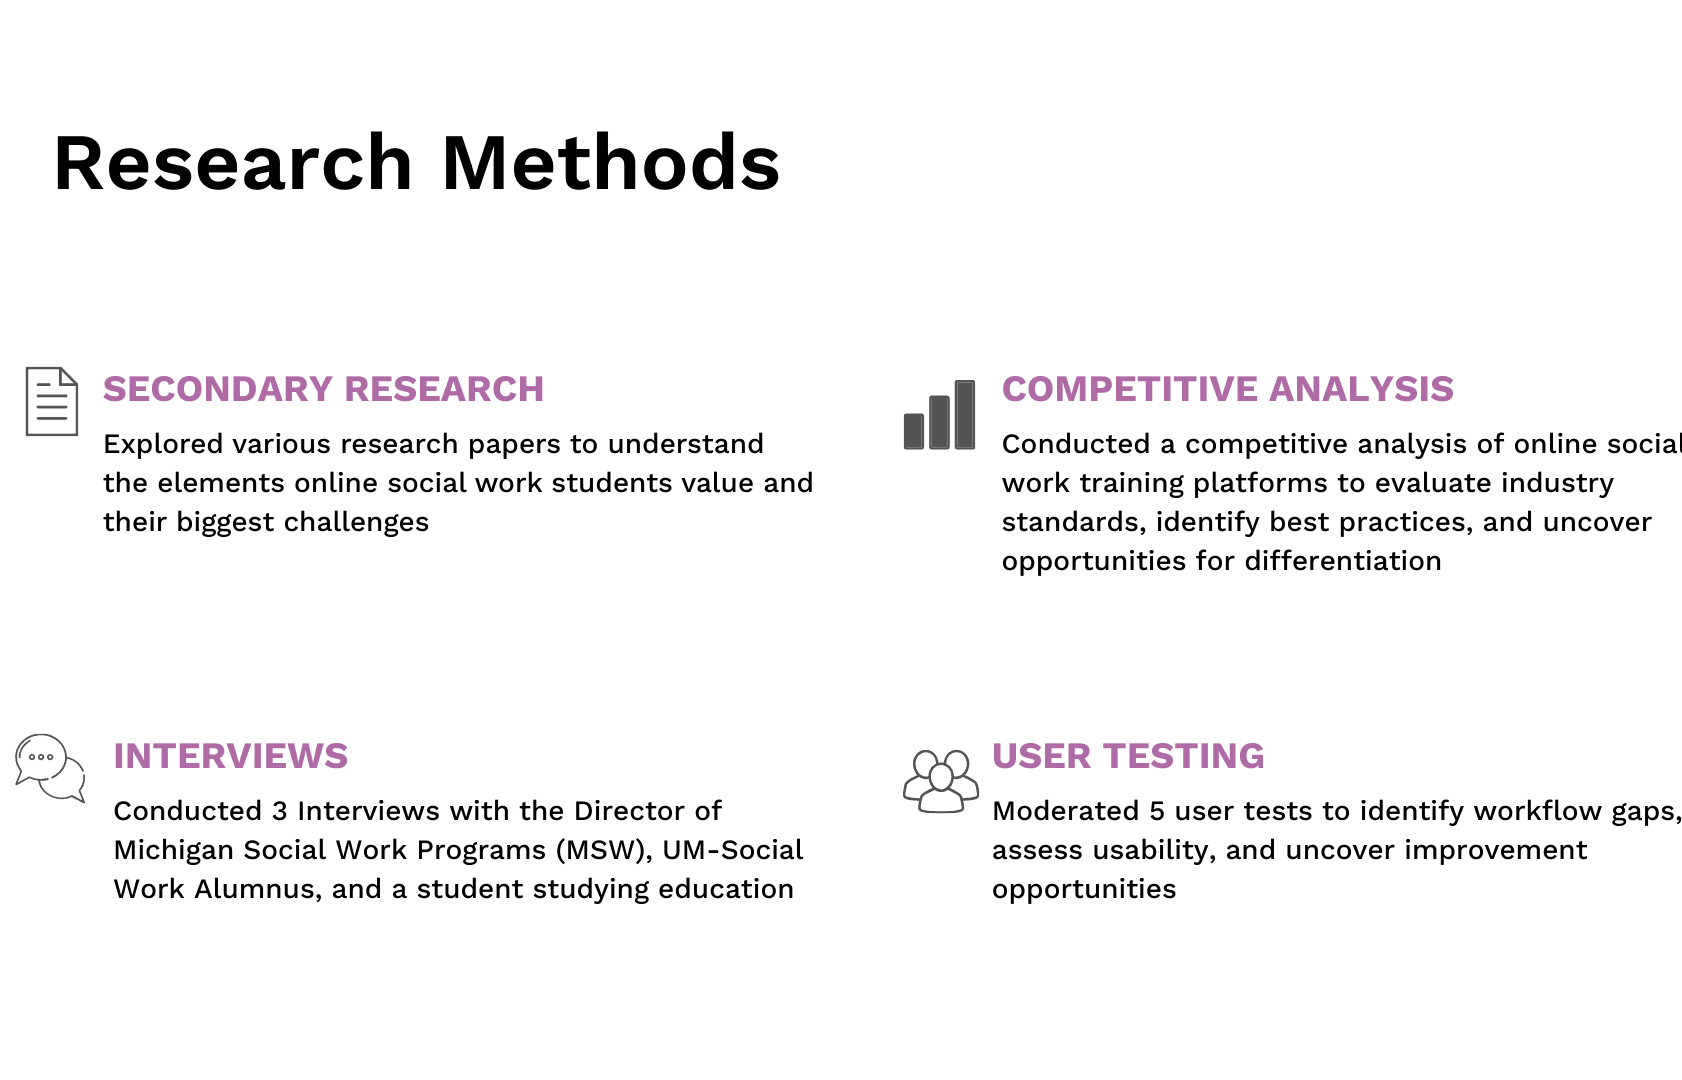 Research Methods
SECONDARY RESEARCH
Explored various research papers to understand
the elements online social work students value and
their biggest challenges
COMPETITIVE ANALYSIS
Conducted a competitive analysis of online social
work training platforms to evaluate industry
standards, identify best practices, and uncover
opportunities for differentiation
INTERVIEWS
Conducted 3 Interviews with the Director of
Michigan Social Work Programs (MSW), UM-Social
Work Alumnus, and a student studying education
USER TESTING
Moderated 5 user tests to identify workflow gaps,
assess usability, and uncover improvement
opportunities